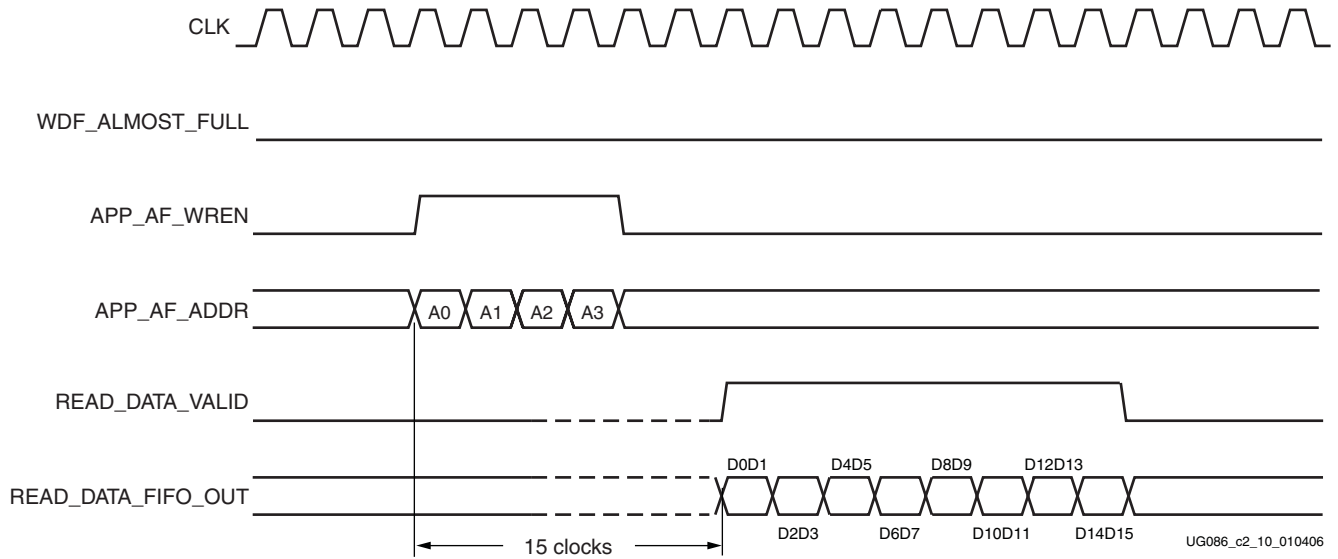 CLK
WDF_ALMOST_FULL
APP_AF_WREN
APP_AF_ADDR
A0 A1 A2 A3
READ_DATA_VALID
D0D1 D4D5 D8D9 D12D13
READ_DATA_FIFO_OUT
D2D3 D6D7 D10D11 D14D15
15 clocks
UG086_c2_10_010406